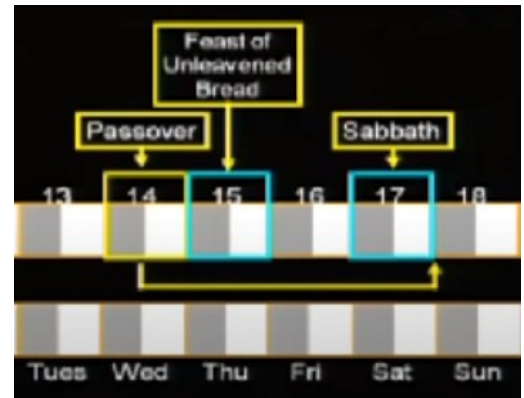 Feast of
Unleavened
Bread
Passover
Sabbath
13 14 15 16 17 18
Tues Wed Thu Fri Sat Sun